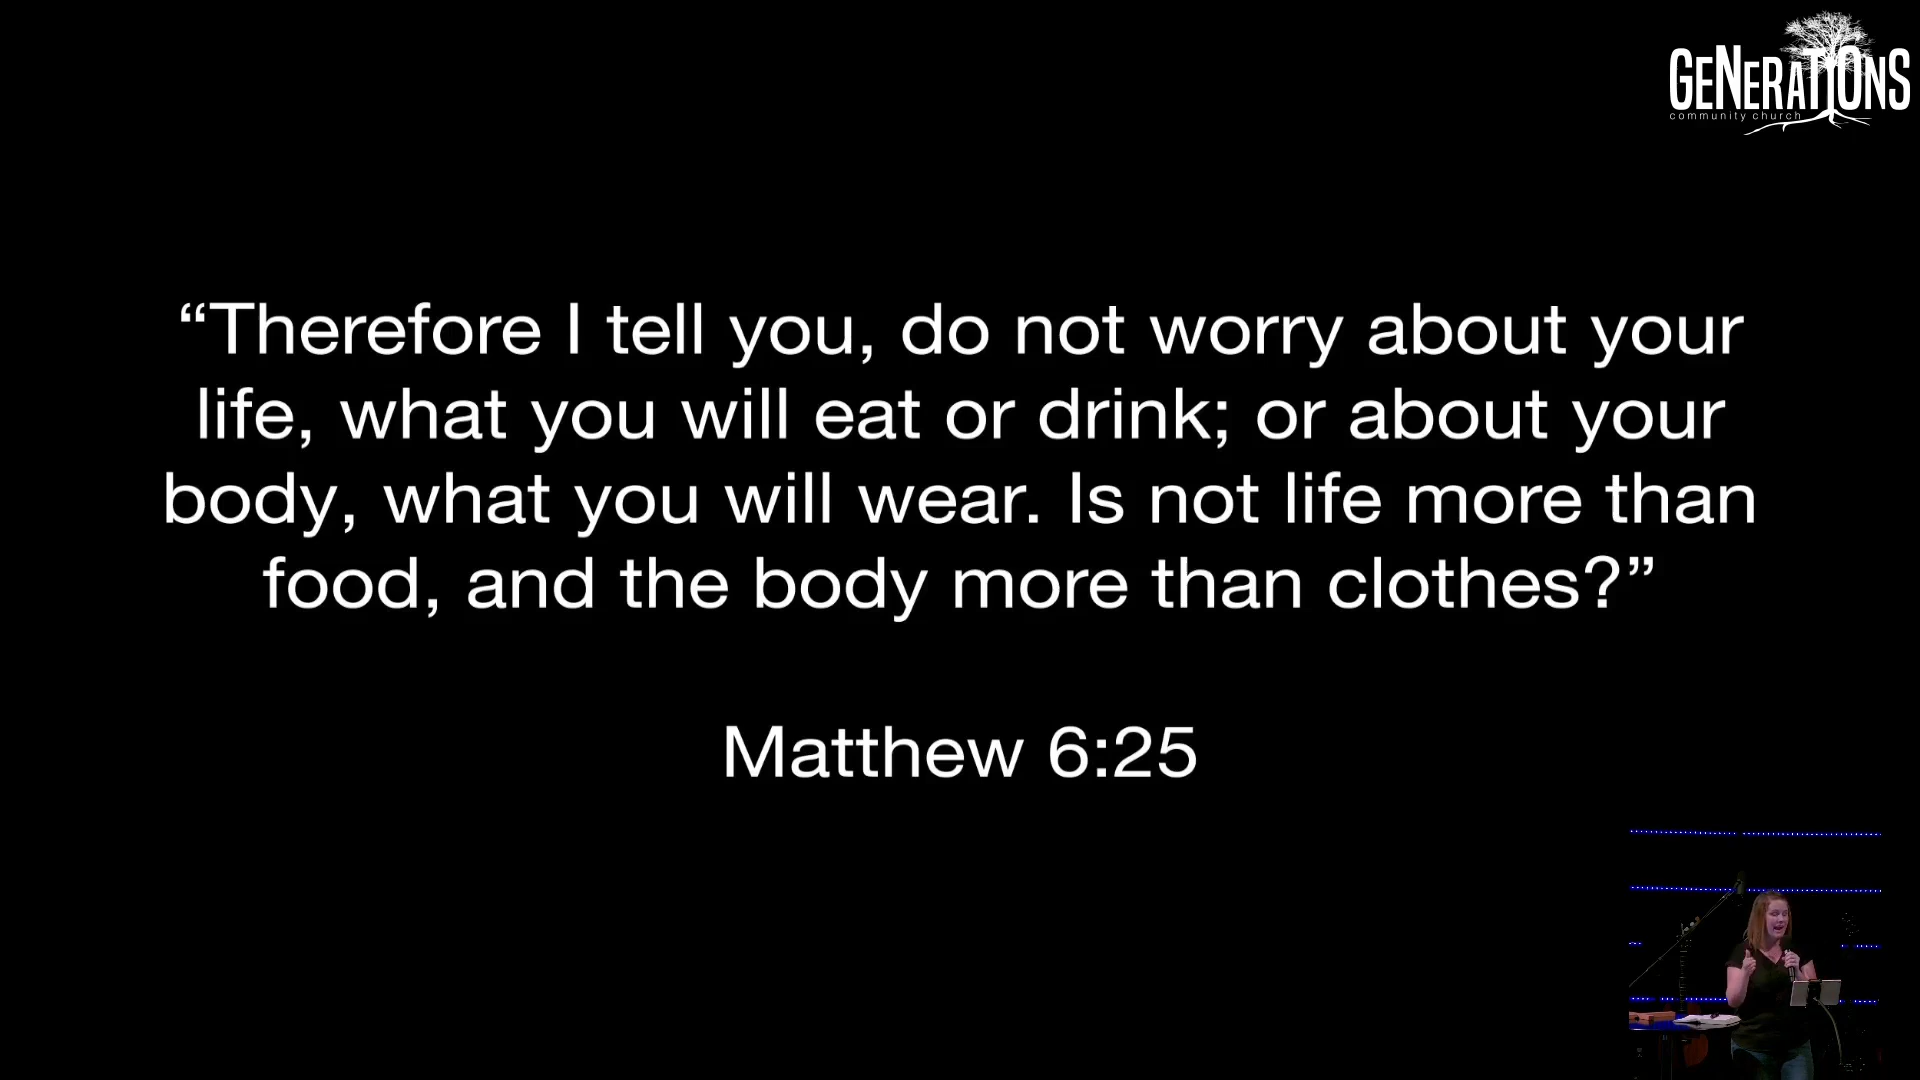 GENERATIONS
community church
“Therefore I tell you, do not worry about your
life, what you will eat or drink; or about your
body, what you will wear. Is not life more than
food, and the body more than clothes?”
Matthew 6:25